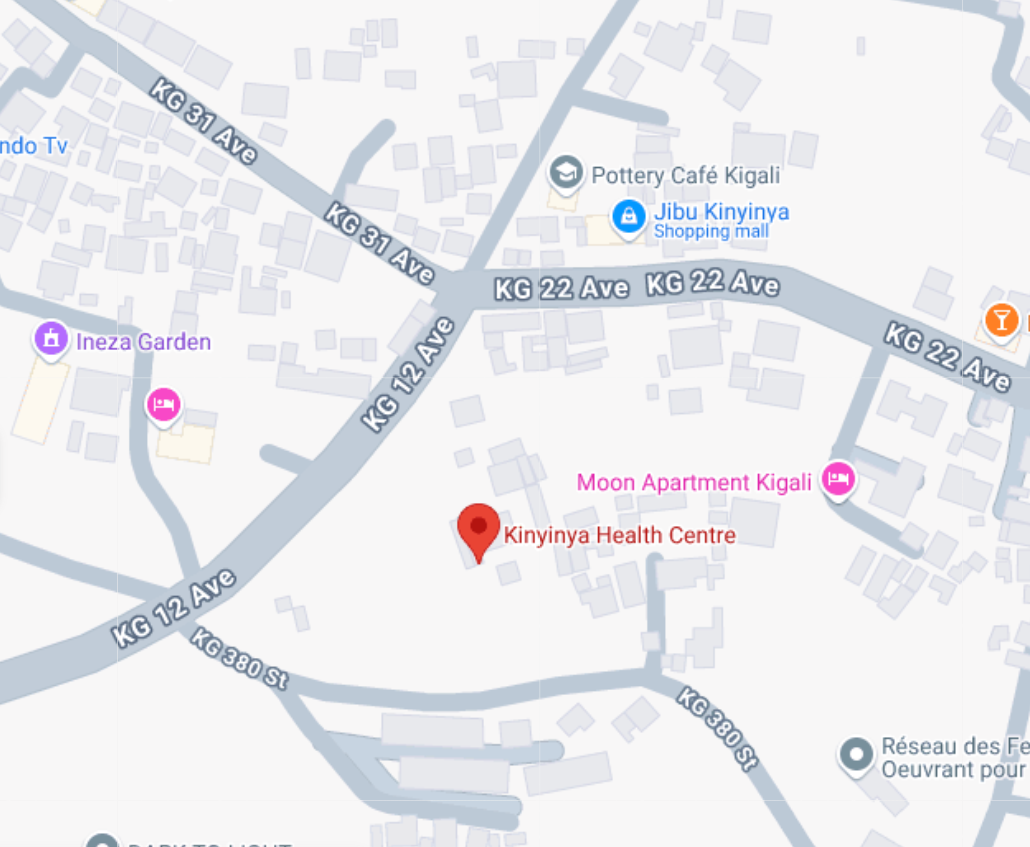 KG 31 Ave
ndo Tv
Pottery Café Kigali
Jibu Kinyinya
Shopping mall
KG 31 Ave
KG 22 Ave
KG 22 Ave
Ineza Garden
KG 12 Ave
KG 22 Ave
Moon Apartment Kigali
Kinyinya Health Centre
KG 12 Ave
KG 380 St
KG 380 St
Réseau des Fe
Oeuvrant pour